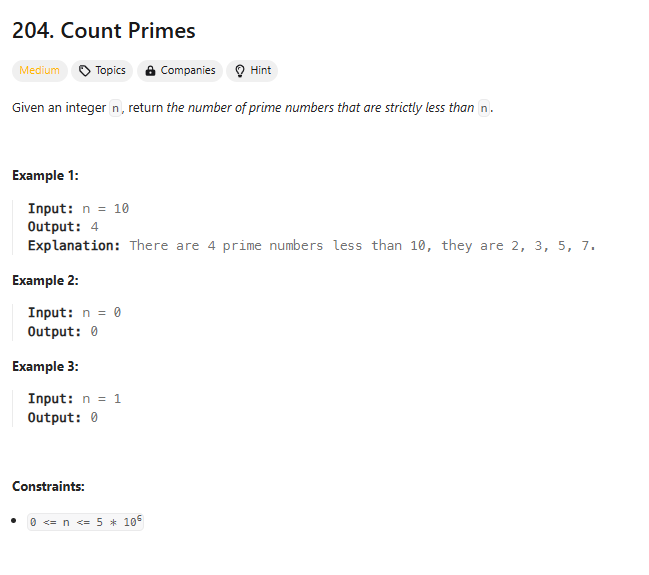 204. Count Primes
Medium Topics Companies Hint
Given an integer n, return the number of prime numbers that are strictly less than n.
Example 1:
Input: n = 10
Output: 4
Explanation: There are 4 prime numbers less than 10, they are 2, 3, 5, 7.
Example 2:
Input: n = 0
Output: 0
Example 3:
Input: n = 1
Output: 0
Constraints:
• 0 <= n <= 5 * 10⁶